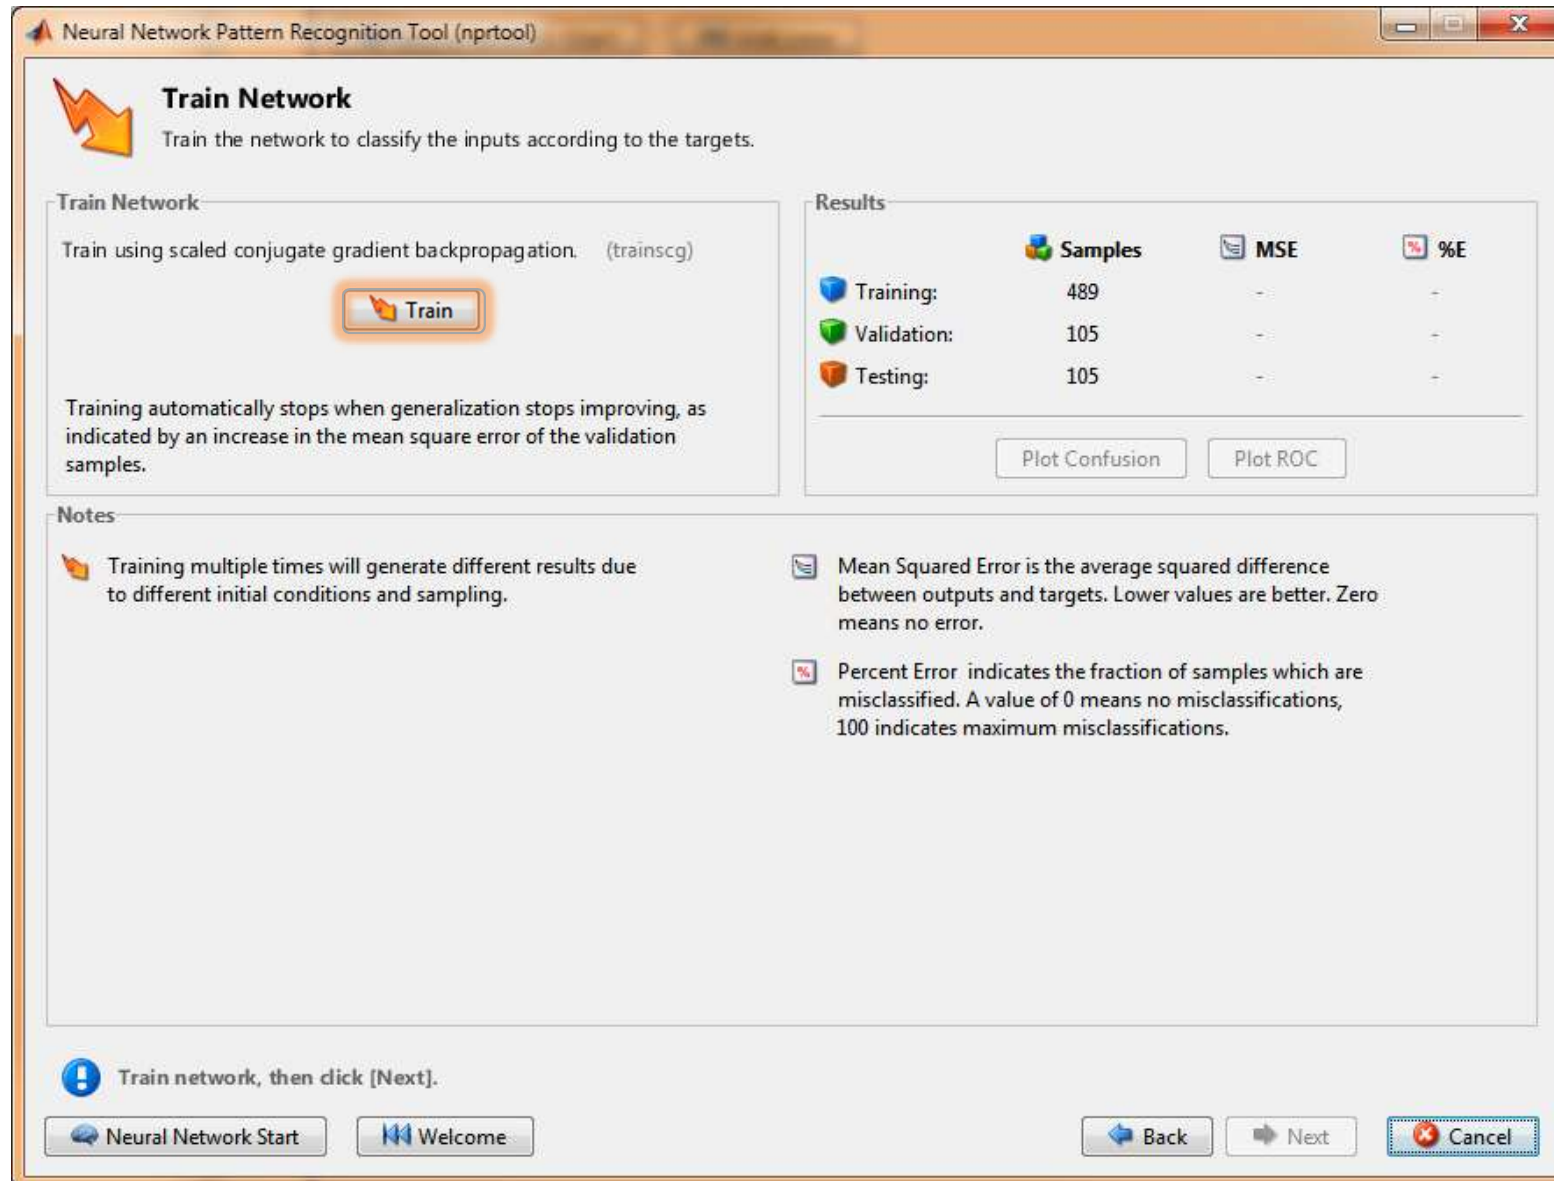 Neural Network Pattern Recognition Tool (nprtool)
Train Network
Train the network to classify the inputs according to the targets.
Train Network
Train using scaled conjugate gradient backpropagation. (trainscg)
Train
Training automatically stops when generalization stops improving, as
indicated by an increase in the mean square error of the validation
samples.
Results
Samples MSE %E
Training: 489 - -
Validation: 105 - -
Testing: 105 - -
Plot Confusion Plot ROC
Notes
Training multiple times will generate different results due
to different initial conditions and sampling.
Mean Squared Error is the average squared difference
between outputs and targets. Lower values are better. Zero
means no error.
Percent Error indicates the fraction of samples which are
misclassified. A value of 0 means no misclassifications,
100 indicates maximum misclassifications.
Train network, then click [Next].
Neural Network Start Welcome Back Next Cancel